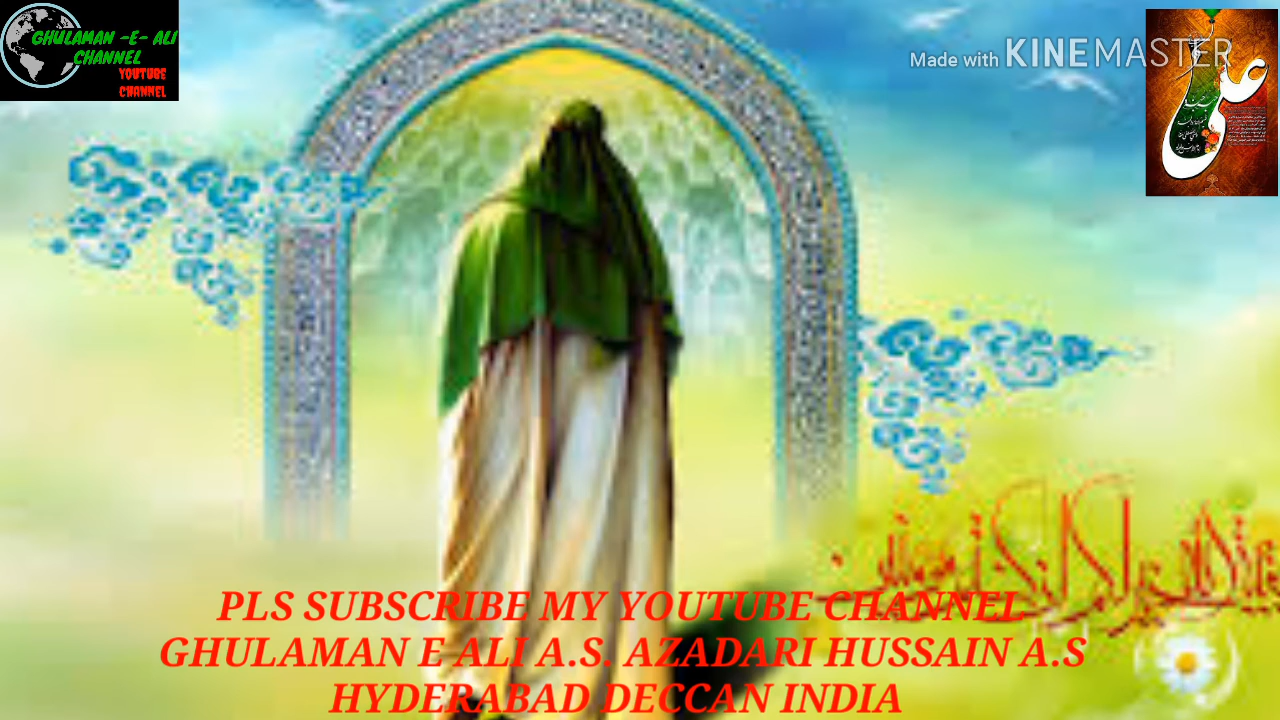 GHULAMAN -E- ALI
CHANNEL
YOUTUBE
CHANNEL
Made with KINEMASTER
علی
PLS SUBSCRIBE MY YOUTUBE CHANNEL
GHULAMAN E ALI A.S. AZADARI HUSSAIN A.S
HYDERABAD DECCAN INDIA